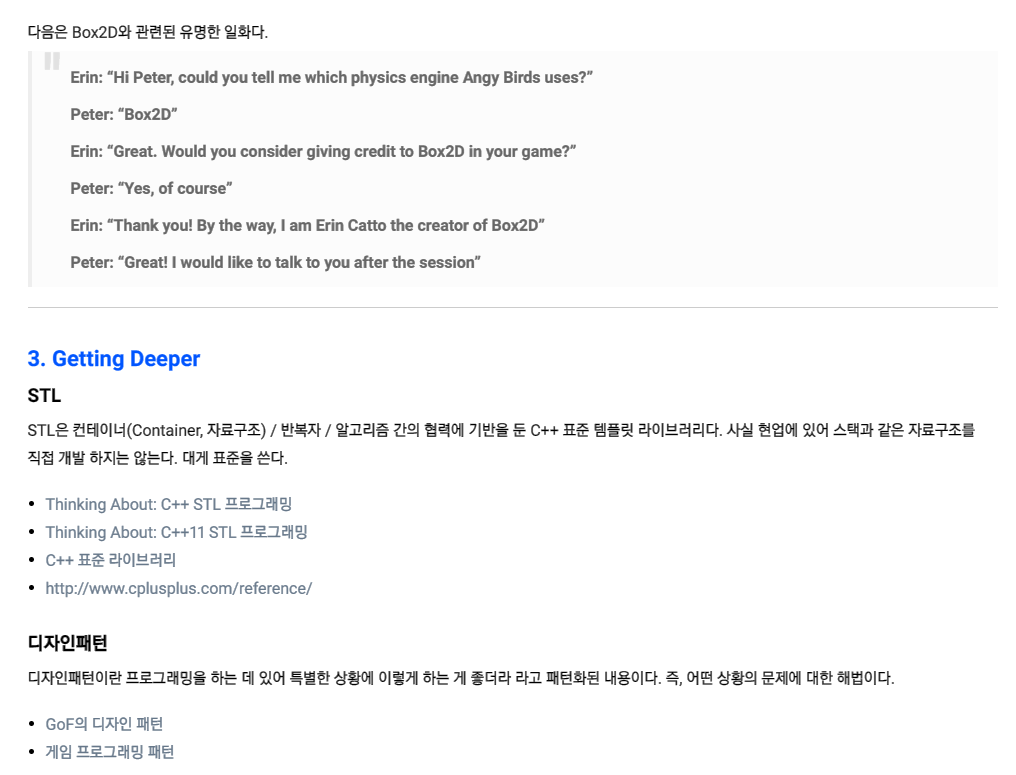 다음은 Box2D와 관련된 유명한 일화다.
Erin: “Hi Peter, could you tell me which physics engine Angy Birds uses?”
Peter: “Box2D”
Erin: “Great. Would you consider giving credit to Box2D in your game?”
Peter: “Yes, of course”
Erin: “Thank you! By the way, I am Erin Catto the creator of Box2D”
Peter: “Great! I would like to talk to you after the session”
3. Getting Deeper
STL
STL은 컨테이너(Container, 자료구조) / 반복자 / 알고리즘 간의 협력에 기반을 둔 C++ 표준 템플릿 라이브러리다. 사실 현업에 있어 스택과 같은 자료구조를
직접 개발 하지는 않는다. 대게 표준을 쓴다.
• Thinking About: C++ STL 프로그래밍
• Thinking About: C++11 STL 프로그래밍
• C++ 표준 라이브러리
• http://www.cplusplus.com/reference/
디자인패턴
디자인패턴이란 프로그래밍을 하는 데 있어 특별한 상황에 이렇게 하는 게 좋더라 라고 패턴화된 내용이다. 즉, 어떤 상황의 문제에 대한 해법이다.
• GoF의 디자인 패턴
• 게임 프로그래밍 패턴